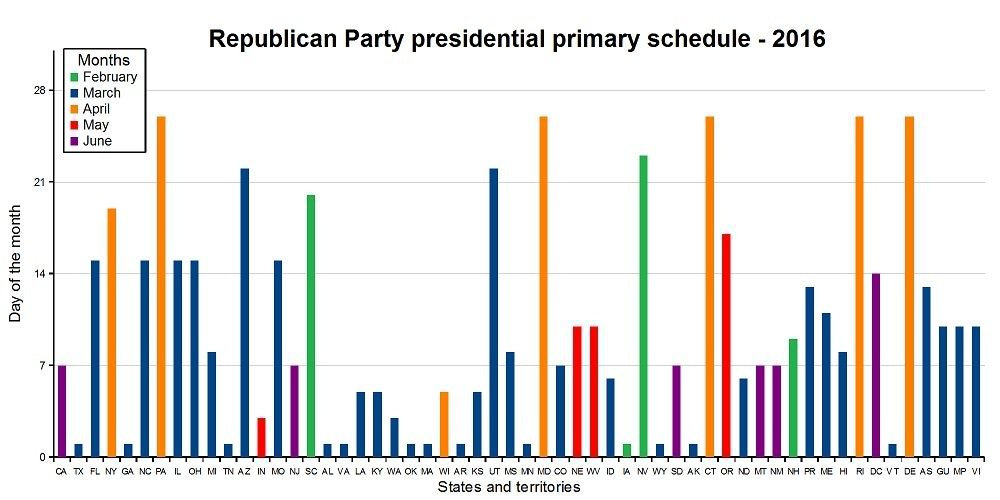 Republican Party presidential primary schedule - 2016
Months
February
March
April
May
June
28
21
14
7
0
Day of the month
CA TX FL NY GA NC PA IL OH MI TN AZ IN MO NJ SC AL VA LA KY WA OK MA WI AR KS UT MS MN MD CO NE WV ID IA NV WY SD AK CT OR ND MT NM NH PR ME HI RI DC VT DE AS GU MP VI
States and territories